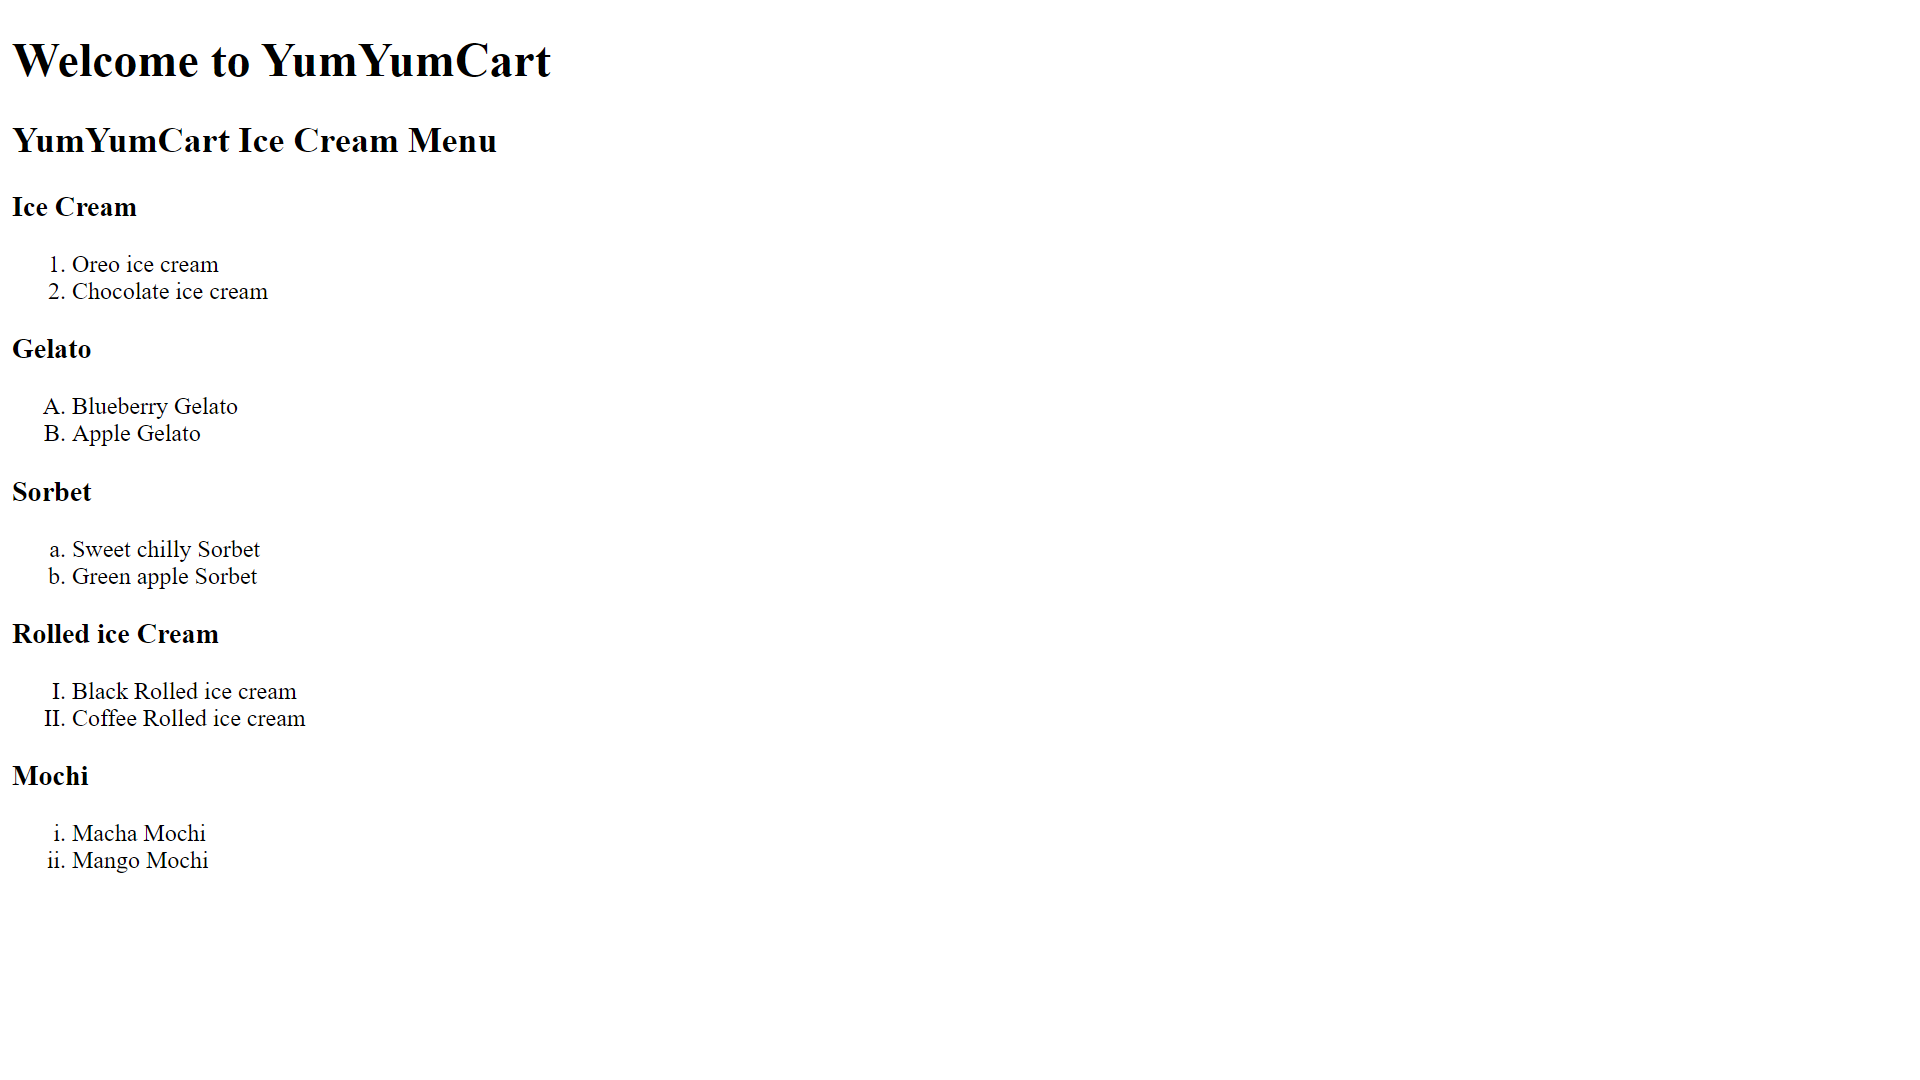 Welcome to YumYumCart
YumYumCart Ice Cream Menu
Ice Cream
1. Oreo ice cream
2. Chocolate ice cream
Gelato
A. Blueberry Gelato
B. Apple Gelato
Sorbet
a. Sweet chilly Sorbet
b. Green apple Sorbet
Rolled ice Cream
I. Black Rolled ice cream
II. Coffee Rolled ice cream
Mochi
i. Macha Mochi
ii. Mango Mochi